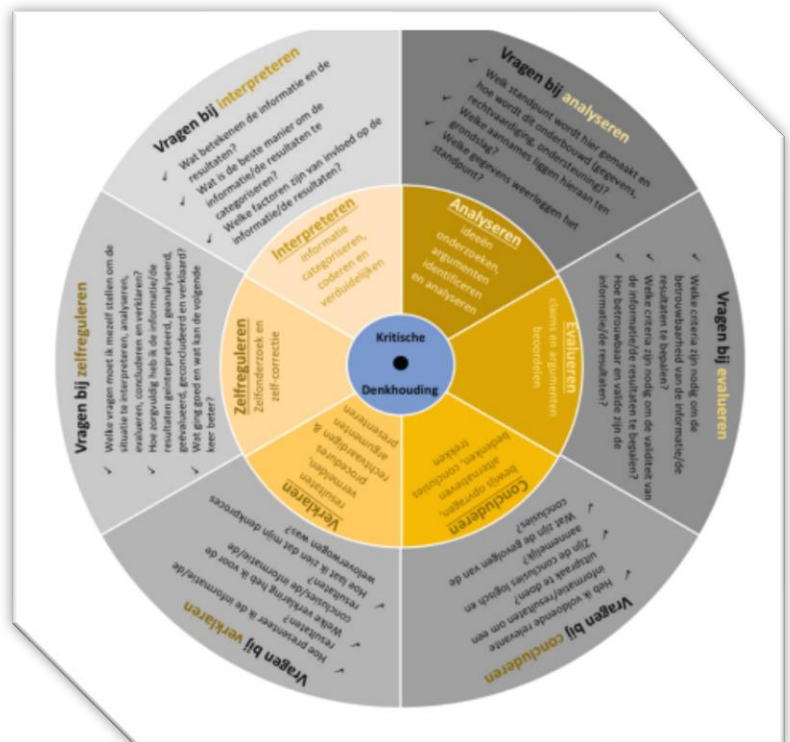 Kritische
Denkhouding
Interpreteren
informatie
categoriseren,
coderen en
verduidelijken
Analyseren
ideeën
onderzoeken,
argumenten
identificeren
en analyseren
Evalueren
claims en argumenten
beoordelen
Concluderen
bewijs opvragen,
alternatieven
bedenken, conclusies
trekken
Verklaren
resultaten
vermelden,
procedures
rechtvaardigen &
argumenten
presenteren
Zelfreguleren
Zelfonderzoek en
self-correctie
Vragen bij interpreteren
✓ Wat betekenen de informatie en de
resultaten?
✓ Wat is de beste manier om de
informatie/de resultaten te
categoriseren?
✓ Welke factoren zijn van invloed op de
informatie/de resultaten?
Vragen bij analyseren
✓ Welk standpunt wordt hier gemaakt en
hoe wordt dit onderbouwd (gegevens,
rechtvaardiging, ondersteuning)?
✓ Welke aannames liggen hieraan ten
grondslag?
✓ Welke gegevens weerleggen het
standpunt?
Vragen bij evalueren
✓ Welke criteria zijn nodig om de
betrouwbaarheid van de informatie/de
resultaten te bepalen?
✓ Welke criteria zijn nodig om de validiteit van
de informatie/de resultaten te bepalen?
✓ Hoe betrouwbaar en valide zijn de
informatie/de resultaten?
Vragen bij concluderen
✓ Heb ik voldoende relevante
informatie/resultaten om een
uitspraak te doen?
✓ Zijn de conclusies logisch en
aannemelijk?
✓ Wat zijn de gevolgen van de
conclusies?
Vragen bij verklaren
✓ Hoe presenteer ik de informatie/de
resultaten?
✓ Welke verklaring heb ik voor de
conclusies/de informatie/de
resultaten?
✓ Hoe laat ik zien dat mijn denkproces
weloverwogen was?
Vragen bij zelfreguleren
✓ Welke vragen moet ik mezelf stellen om de
situatie te interpreteren, analyseren,
evalueren, concluderen en verklaren?
✓ Hoe zorgvuldig heb ik de informatie/de
resultaten geïnterpreteerd, geanalyseerd,
geëvalueerd, geconcludeerd en verklaard?
✓ Wat ging goed en wat kan de volgende
keer beter?